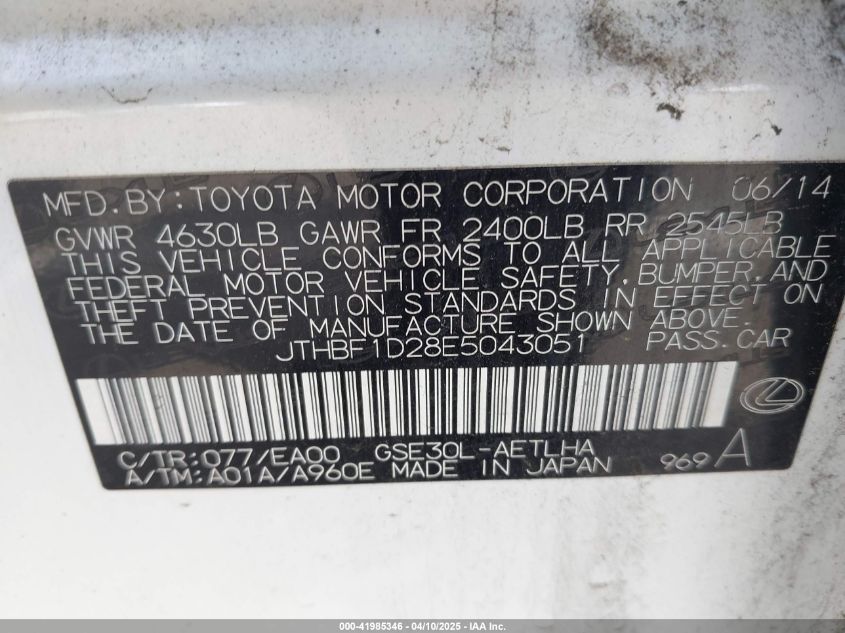 MFD. BY: TOYOTA MOTOR CORPORATION 06/14
GVWR 4630LB GAWR FR 2400LB RR 2545LB
THIS VEHICLE CONFORMS TO ALL APPLICABLE
FEDERAL MOTOR VEHICLE SAFETY, BUMPER, AND
THEFT PREVENTION STANDARDS IN EFFECT ON
THE DATE OF MANUFACTURE SHOWN ABOVE.
JTHBF1D28E5043051 PASS. CAR
C/TR: 077/EA00 GSE30L-AETLHA
A/TM: A01A/A960E MADE IN JAPAN 969 A
000-41985346 - 04/10/2025 - IAA Inc.